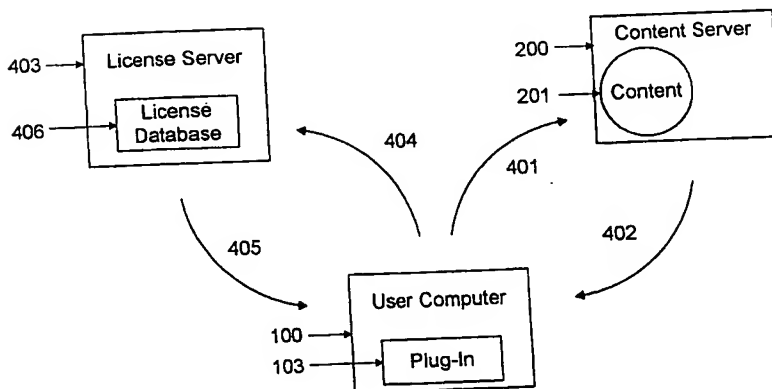 403
License Server
406
License
Database
404
405
200
Content Server
201
Content
401
402
User Computer
100
103
Plug-In